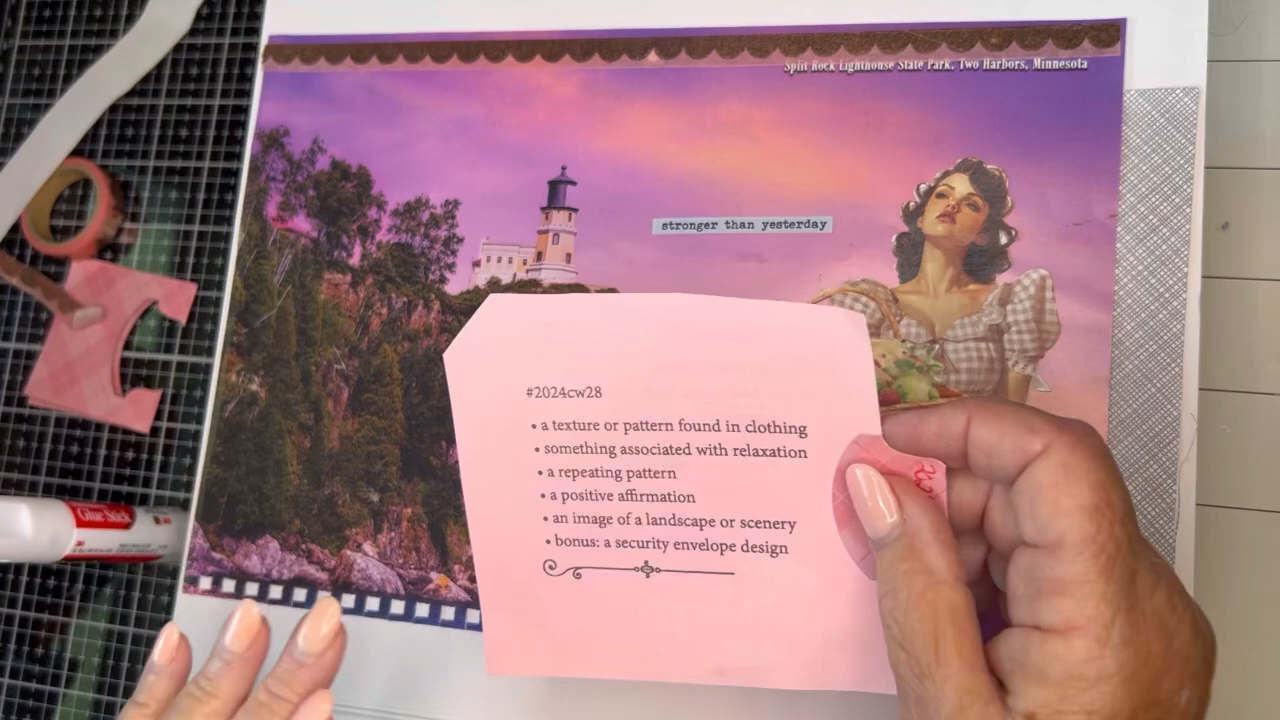 Split Rock Lighthouse State Park, Two Harbors, Minnesota
stronger than yesterday
#2024cw28
• a texture or pattern found in clothing
• something associated with relaxation
• a repeating pattern
• a positive affirmation
• an image of a landscape or scenery
• bonus: a security envelope design
Glue Stick